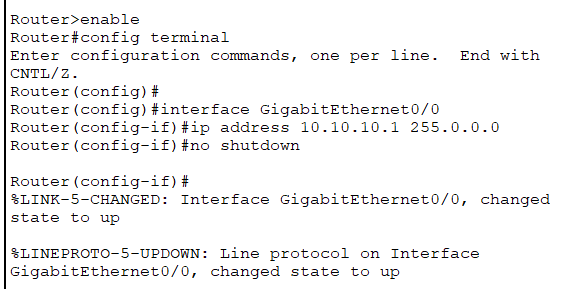 Router>enable
Router#config terminal
Enter configuration commands, one per line.  End with
CNTL/Z.
Router(config)#
Router(config)#interface GigabitEthernet0/0
Router(config-if)#ip address 10.10.10.1 255.0.0.0
Router(config-if)#no shutdown
Router(config-if)#
%LINK-5-CHANGED: Interface GigabitEthernet0/0, changed
state to up
%LINEPROTO-5-UPDOWN: Line protocol on Interface
GigabitEthernet0/0, changed state to up